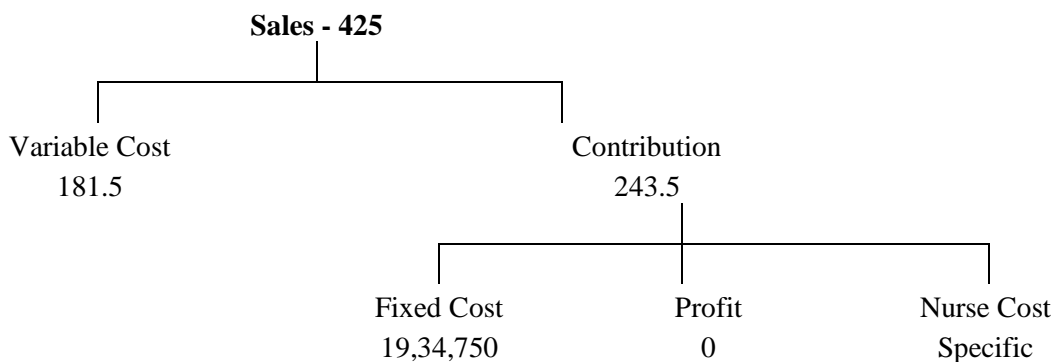 Sales - 425
Variable Cost Contribution
181.5 243.5
Fixed Cost Profit Nurse Cost
19,34,750 0 Specific